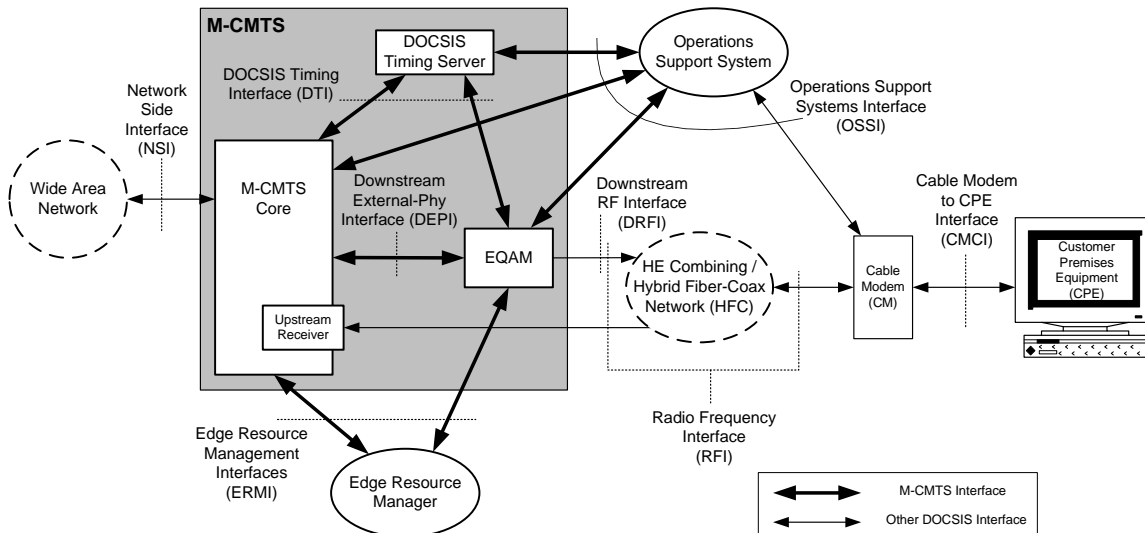 M-CMTS
DOCSIS
Timing Server
Operations
Support System
DOCSIS Timing
Interface (DTI)
Operations Support
Systems Interface
(OSSI)
Network
Side
Interface
(NSI)
Wide Area
Network
M-CMTS
Core
Downstream
External-Phy
Interface (DEPI)
EQAM
Downstream
RF Interface
(DRFI)
HE Combining /
Hybrid Fiber-Coax
Network (HFC)
Cable
Modem
(CM)
Cable Modem
to CPE
Interface
(CMCI)
Customer
Premises
Equipment
(CPE)
Upstream
Receiver
Radio Frequency
Interface
(RFI)
Edge Resource
Management
Interfaces
(ERMI)
Edge Resource
Manager
M-CMTS Interface
Other DOCSIS Interface